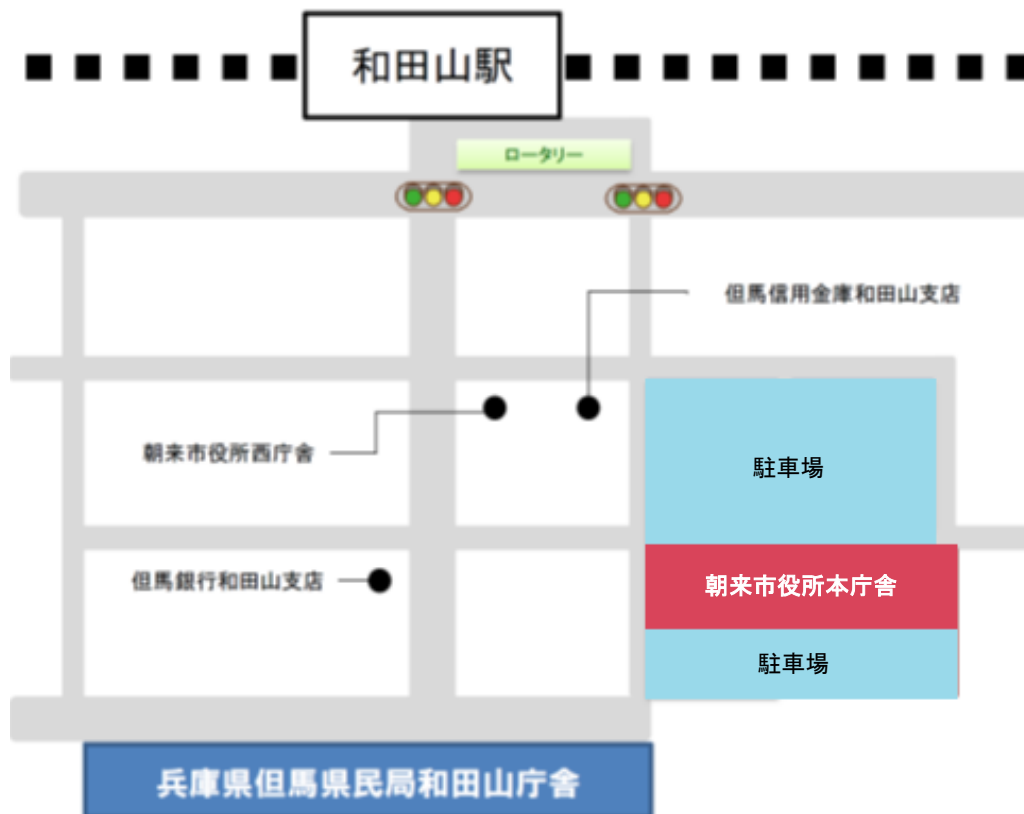 和田山駅
ロータリー
但馬信用金庫和田山支店
朝来市役所西庁舎
駐車場
但馬銀行和田山支店
朝来市役所本庁舎
駐車場
兵庫県但馬県民局和田山庁舎